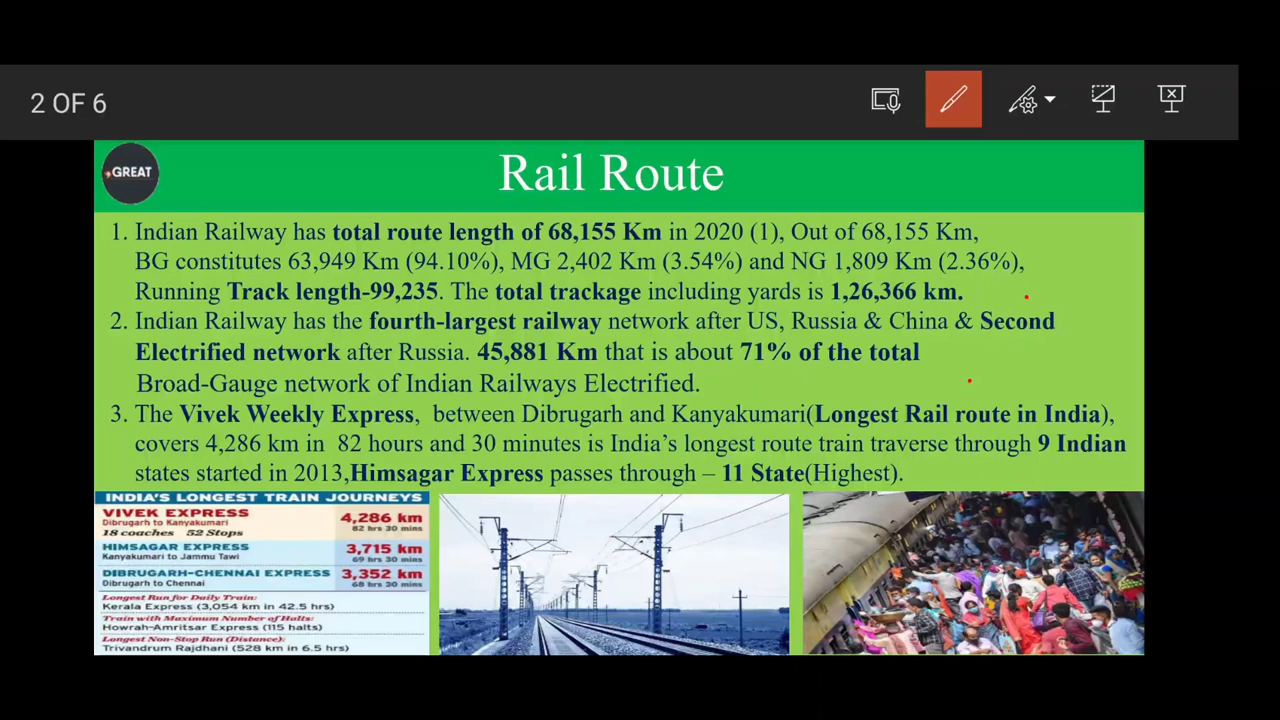 2 OF 6
GREAT
Rail Route
1. Indian Railway has total route length of 68,155 Km in 2020 (1), Out of 68,155 Km,
BG constitutes 63,949 Km (94.10%), MG 2,402 Km (3.54%) and NG 1,809 Km (2.36%),
Running Track length-99,235. The total trackage including yards is 1,26,366 km.
2. Indian Railway has the fourth-largest railway network after US, Russia & China & Second
Electrified network after Russia. 45,881 Km that is about 71% of the total
Broad-Gauge network of Indian Railways Electrified.
3. The Vivek Weekly Express, between Dibrugarh and Kanyakumari(Longest Rail route in India),
covers 4,286 km in 82 hours and 30 minutes is India's longest route train traverse through 9 Indian
states started in 2013,Himsagar Express passes through – 11 State(Highest).
INDIA'S LONGEST TRAIN JOURNEYS
VIVEK EXPRESS 4,286 km
Dibrugarh to Kanyakumari 82 hrs 30 mins
18 coaches 52 Stops
HIMSAGAR EXPRESS 3,715 km
Kanyakumari to Jammu Tawi 69 hrs 30 mins
DIBRUGARH-CHENNAI EXPRESS 3,352 km
Dibrugarh to Chennai 68 hrs 30 mins
Longest Run for Daily Train:
Kerala Express (3,054 km in 42.5 hrs)
Train with Maximum Number of Halts:
Howrah-Amritsar Express (115 halts)
Longest Non-Stop Run (Distance):
Trivandrum Rajdhani (528 km in 6.5 hrs)